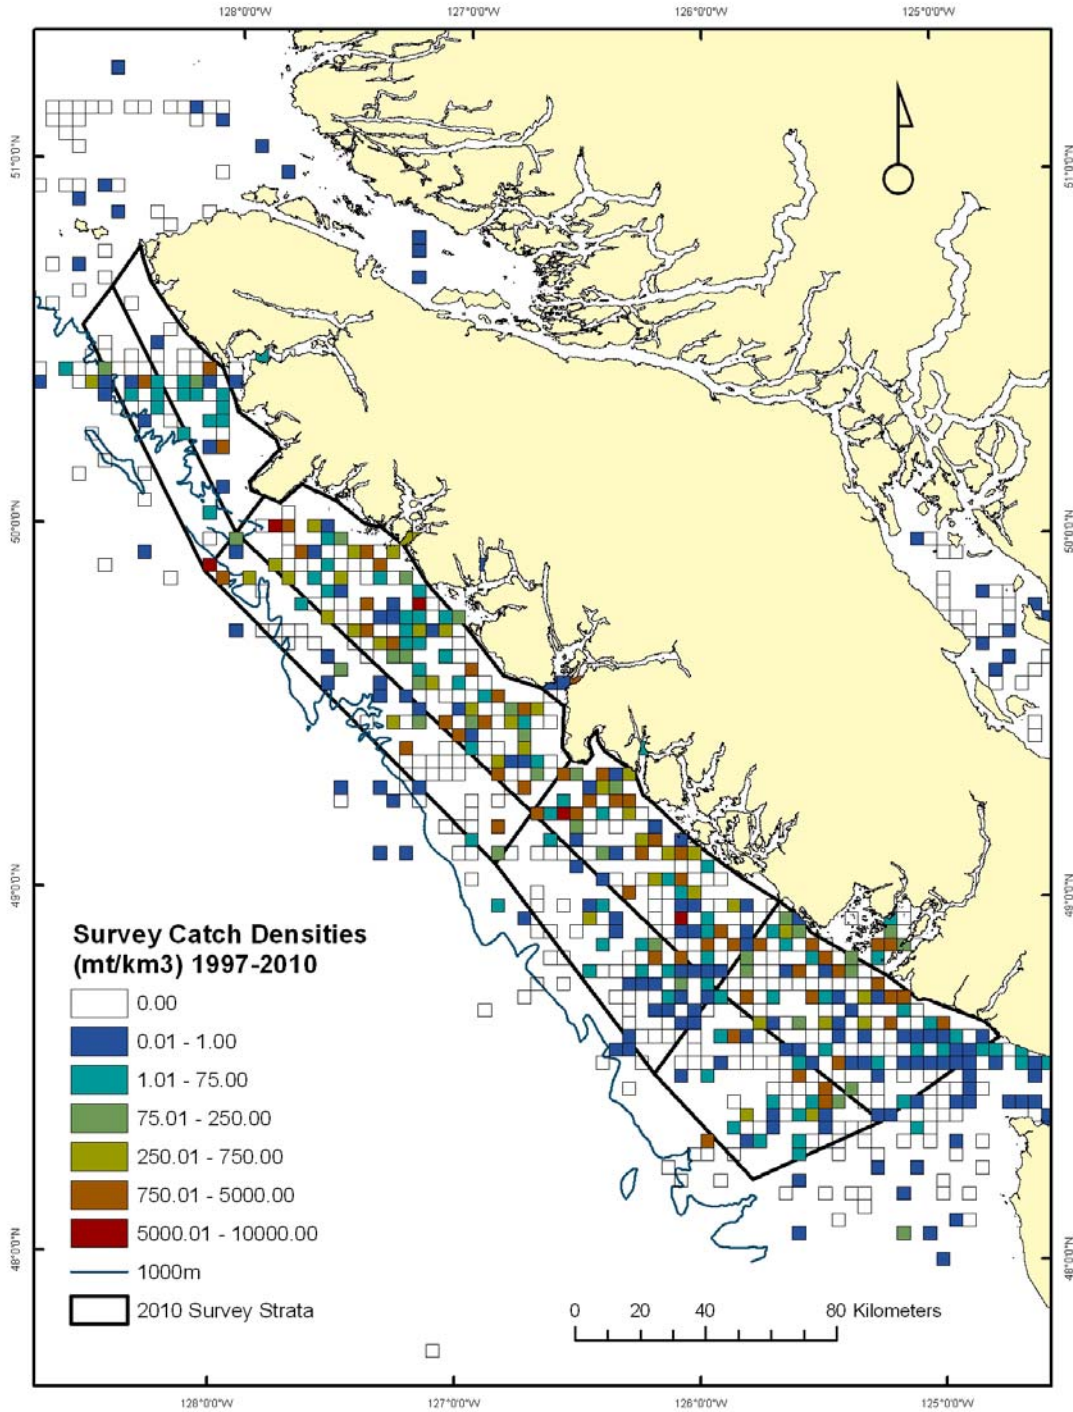 128°0'0"W 127°0'0"W 126°0'0"W 125°0'0"W
51°0'0"N
51°0'0"N
50°0'0"N
50°0'0"N
49°0'0"N
49°0'0"N
Survey Catch Densities
(mt/km3) 1997-2010
0.00
0.01 - 1.00
1.01 - 75.00
75.01 - 250.00
250.01 - 750.00
750.01 - 5000.00
5000.01 - 10000.00
1000m
2010 Survey Strata
48°0'0"N
48°0'0"N
0 20 40 80 Kilometers
128°0'0"W 127°0'0"W 126°0'0"W 125°0'0"W